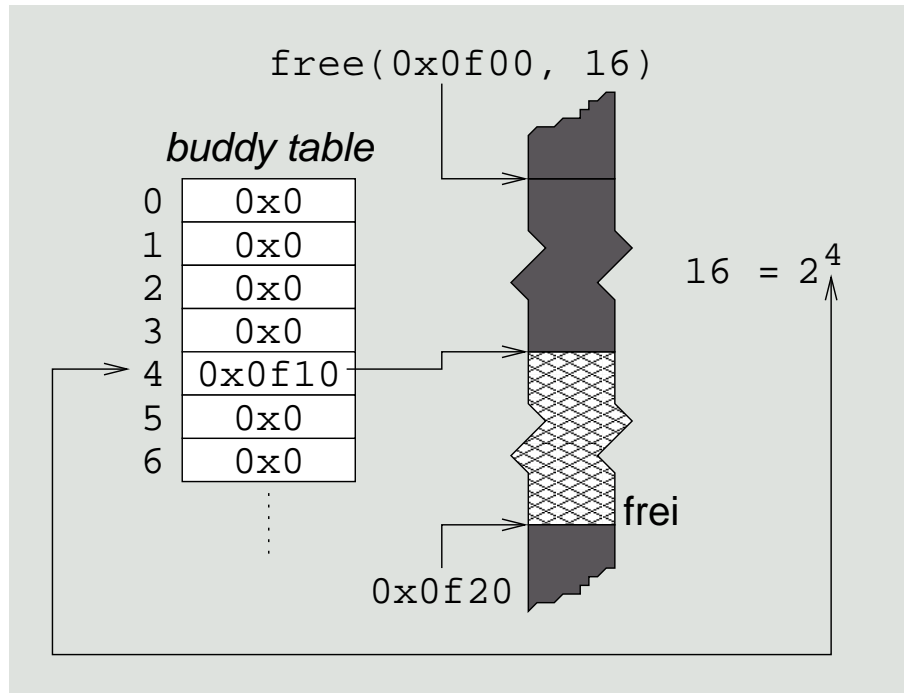 free(0x0f00, 16)
buddy table
0 0x0
1 0x0
2 0x0
3 0x0
4 0x0f10
5 0x0
6 0x0
16 = 2^4
frei
0x0f20